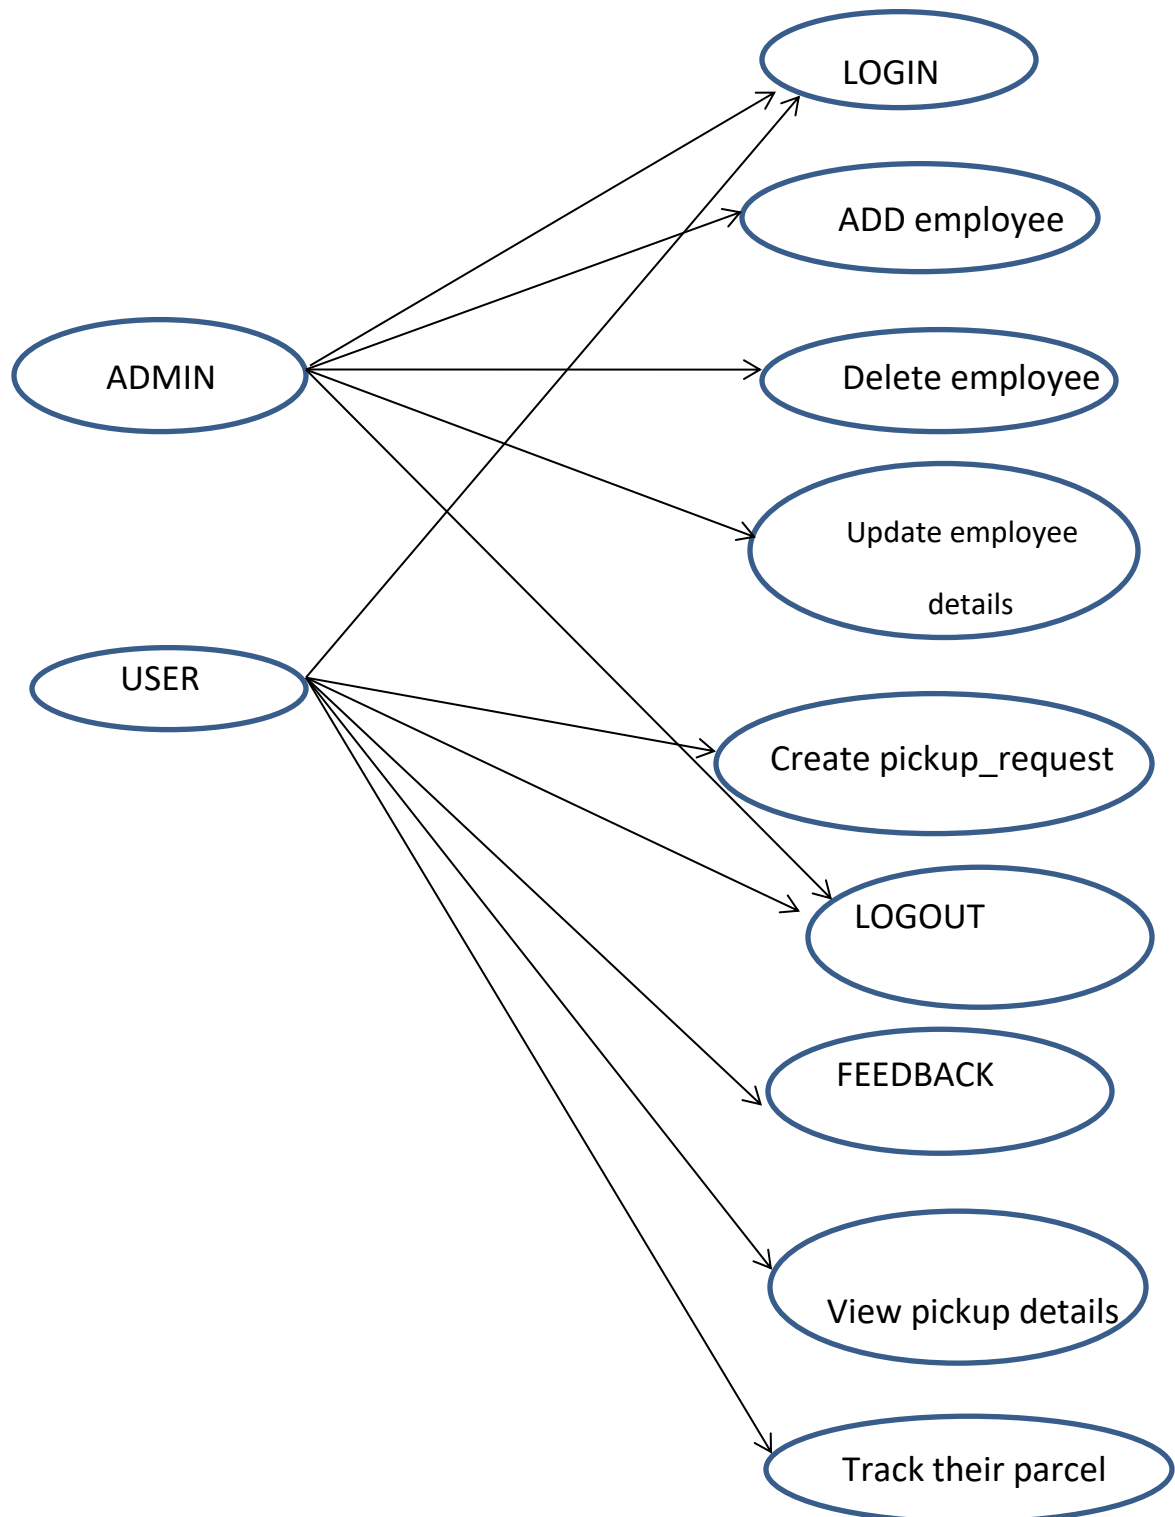 LOGIN
ADD employee
ADMIN
Delete employee
Update employee
details
USER
Create pickup_request
LOGOUT
FEEDBACK
View pickup details
Track their parcel